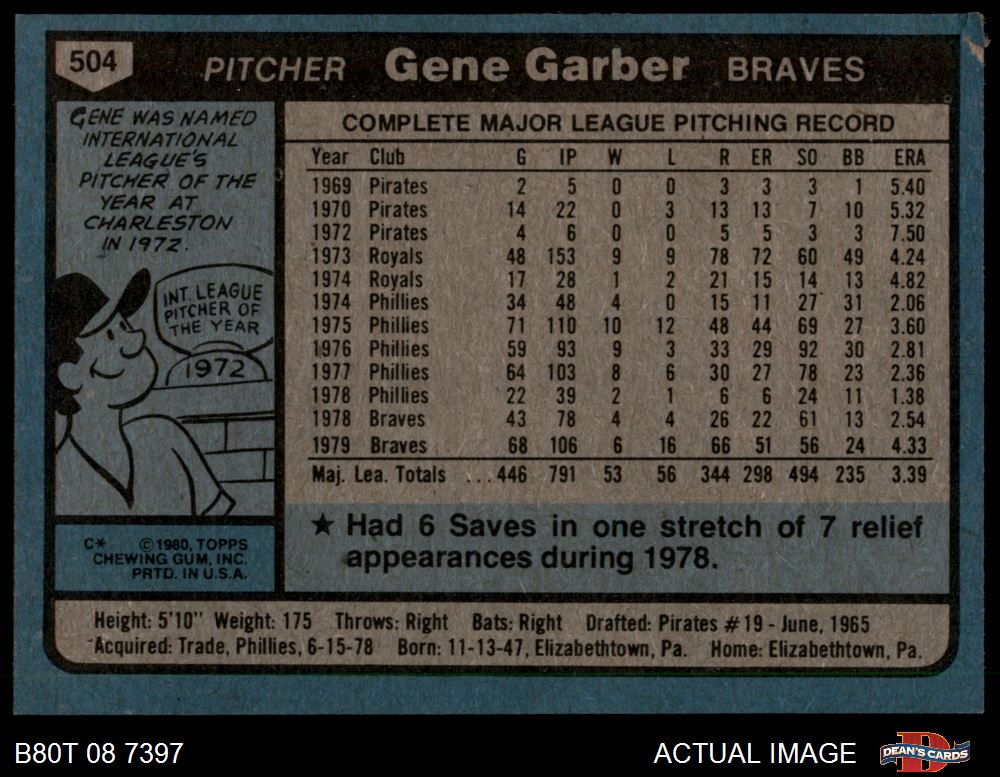 504 PITCHER Gene Garber BRAVES
GENE WAS NAMED
INTERNATIONAL
LEAGUE'S
PITCHER OF THE
YEAR AT
CHARLESTON
IN 1972.
INT. LEAGUE
PITCHER OF
THE YEAR
1972
C* ©1980, TOPPS
CHEWING GUM, INC.
PRTD. IN U.S.A.
COMPLETE MAJOR LEAGUE PITCHING RECORD
Year Club G IP W L R ER SO BB ERA
1969 Pirates 2 5 0 0 3 3 3 1 5.40
1970 Pirates 14 22 0 3 13 13 7 10 5.32
1972 Pirates 4 6 0 0 5 5 3 3 7.50
1973 Royals 48 153 9 9 78 72 60 49 4.24
1974 Royals 17 28 1 2 21 15 14 13 4.82
1974 Phillies 34 48 4 0 15 11 27 31 2.06
1975 Phillies 71 110 10 12 48 44 69 27 3.60
1976 Phillies 59 93 9 3 33 29 92 30 2.81
1977 Phillies 64 103 8 6 30 27 78 23 2.36
1978 Phillies 22 39 2 1 6 6 24 11 1.38
1978 Braves 43 78 4 4 26 22 61 13 2.54
1979 Braves 68 106 6 16 66 51 56 24 4.33
Maj. Lea. Totals ...446 791 53 56 344 298 494 235 3.39
★ Had 6 Saves in one stretch of 7 relief
appearances during 1978.
Height: 5'10" Weight: 175 Throws: Right Bats: Right Drafted: Pirates #19 - June, 1965
Acquired: Trade, Phillies, 6-15-78 Born: 11-13-47, Elizabethtown, Pa. Home: Elizabethtown, Pa.
B80T 08 7397 ACTUAL IMAGE D DEAN'S CARDS